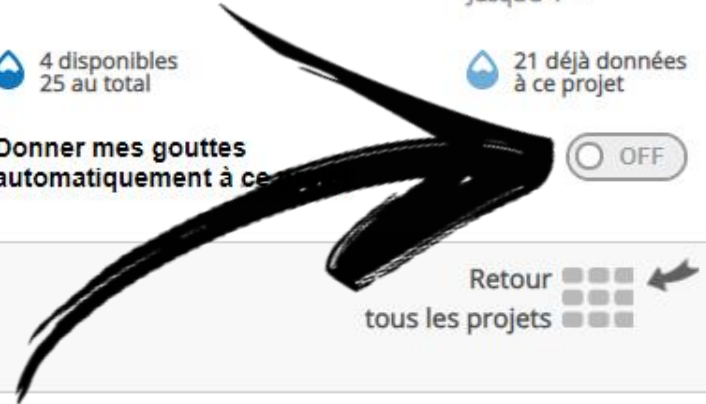 4 disponibles
25 au total
21 déjà données
à ce projet
Donner mes gouttes
automatiquement à ce
OFF
Retour
tous les projets